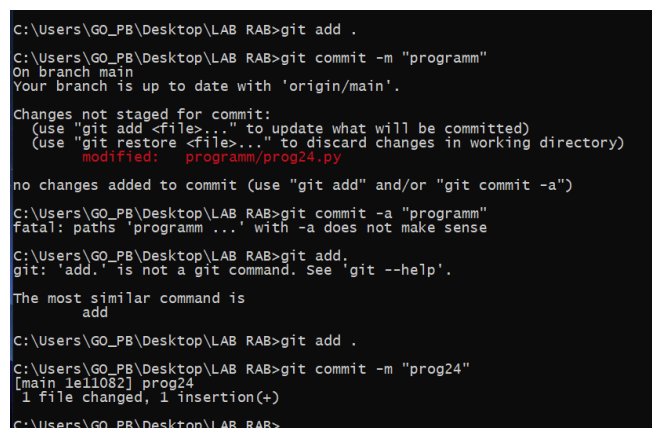 C:\Users\GO_PB\Desktop\LAB RAB>git add .
C:\Users\GO_PB\Desktop\LAB RAB>git commit -m "programm"
On branch main
Your branch is up to date with 'origin/main'.
Changes not staged for commit:
(use "git add <file>..." to update what will be committed)
(use "git restore <file>..." to discard changes in working directory)
modified: programm/prog24.py
no changes added to commit (use "git add" and/or "git commit -a")
C:\Users\GO_PB\Desktop\LAB RAB>git commit -a "programm"
fatal: paths 'programm ...' with -a does not make sense
C:\Users\GO_PB\Desktop\LAB RAB>git add.
git: 'add.' is not a git command. See 'git --help'.
The most similar command is
add
C:\Users\GO_PB\Desktop\LAB RAB>git add .
C:\Users\GO_PB\Desktop\LAB RAB>git commit -m "prog24"
[main 1e11082] prog24
1 file changed, 1 insertion(+)
C:\Users\GO_PB\Desktop\LAB RAB>